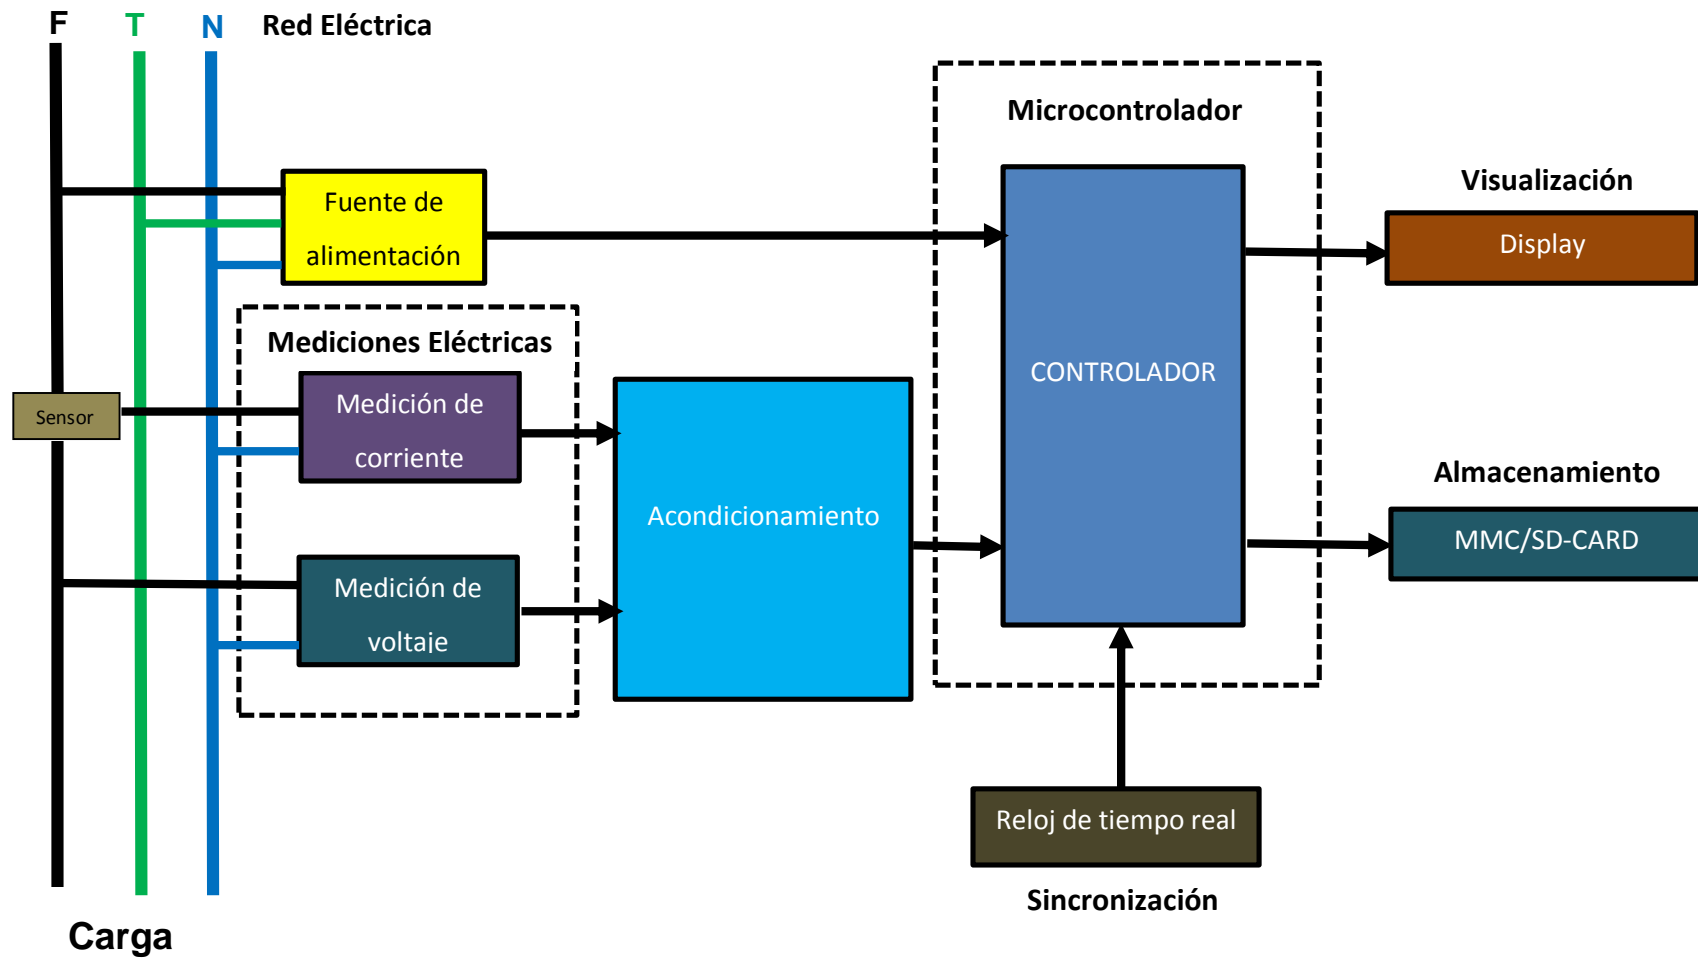 F
T
N
Red Eléctrica
Microcontrolador
Fuente de
alimentación
Visualización
Display
Mediciones Eléctricas
Medición de
corriente
Sensor
CONTROLADOR
Acondicionamiento
Almacenamiento
MMC/SD-CARD
Medición de
voltaje
Reloj de tiempo real
Sincronización
Carga